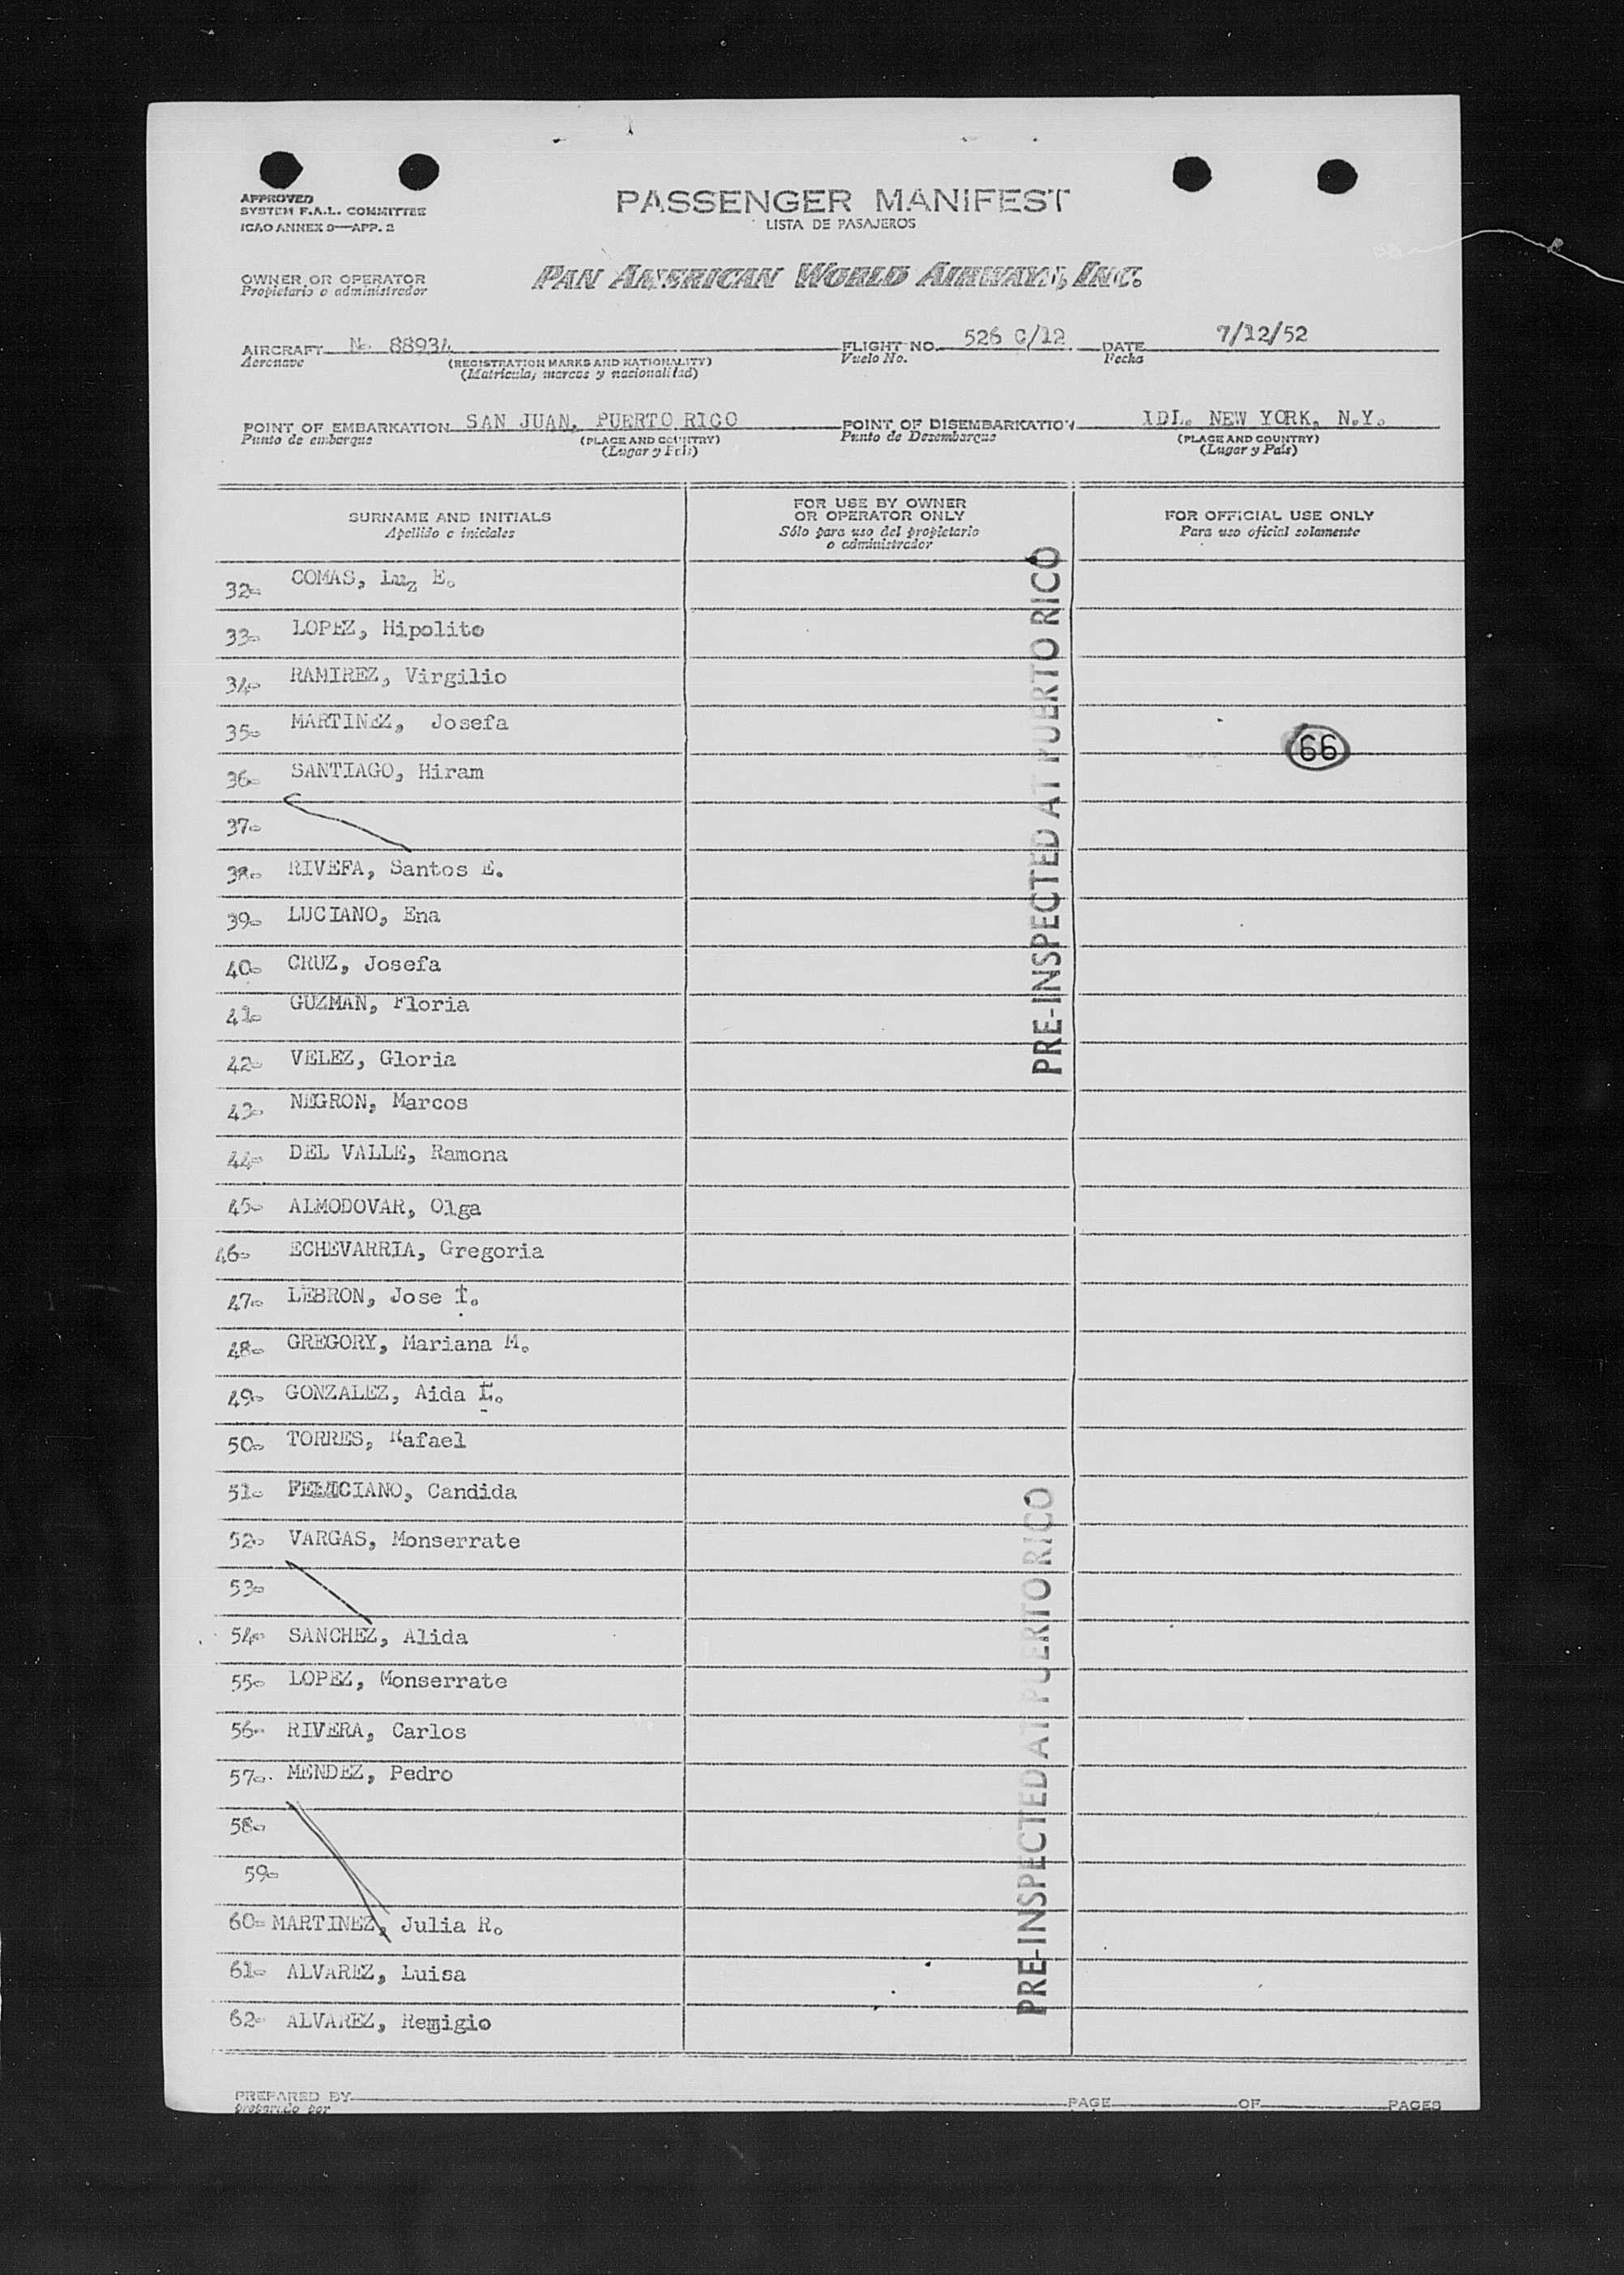 APPROVED
SYSTEM F.A.L. COMMITTEE
ICAO ANNEX 9—APP. 2
PASSENGER MANIFEST
LISTA DE PASAJEROS
OWNER OR OPERATOR
Propietario o administrador
PAN AMERICAN WORLD AIRWAYS, INC.
AIRCRAFT N- 88934
Aeronave
(REGISTRATION MARKS AND NATIONALITY)
(Matrícula, marcas y nacionalidad)
FLIGHT NO. 526 C/12
Vuelo No.
DATE 7/12/52
Fecha
POINT OF EMBARKATION SAN JUAN, PUERTO RICO
Punto de embarque
(PLACE AND COUNTRY)
(Lugar y País)
POINT OF DISEMBARKATION IDL. NEW YORK, N.Y.
Punto de Desembarque
(PLACE AND COUNTRY)
(Lugar y País)
SURNAME AND INITIALS
Apellido e iniciales
FOR USE BY OWNER
OR OPERATOR ONLY
Sólo para uso del propietario
o administrador
FOR OFFICIAL USE ONLY
Para uso oficial solamente
32- COMAS, Luz E.
33- LOPEZ, Hipolito
34- RAMIREZ, Virgilio
35- MARTINEZ, Josefa
36- SANTIAGO, Hiram
37-
38- RIVEFA, Santos E.
39- LUCIANO, Ena
40- CRUZ, Josefa
41- GUZMAN, Floria
42- VELEZ, Gloria
43- NEGRON, Marcos
44- DEL VALLE, Ramona
45- ALMODOVAR, Olga
46- ECHEVARRIA, Gregoria
47- LEBRON, Jose I.
48- GREGORY, Mariana M.
49- GONZALEZ, Aida L.
50- TORRES, Rafael
51- FELICIANO, Candida
52- VARGAS, Monserrate
53-
54- SANCHEZ, Alida
55- LOPEZ, Monserrate
56- RIVERA, Carlos
57- MENDEZ, Pedro
58-
59-
60- MARTINEZ, Julia R.
61- ALVAREZ, Luisa
62- ALVAREZ, Remigio
PRE-INSPECTED AT PUERTO RICO
PRE-INSPECTED AT PUERTO RICO
66
PREPARED BY
preparado por
PAGE OF PAGES